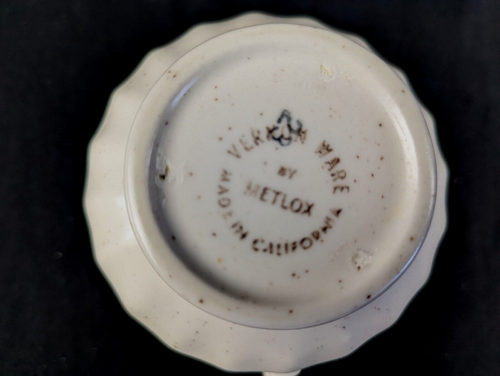 VERNON WARE
BY
METLOX
MADE IN CALIFORNIA